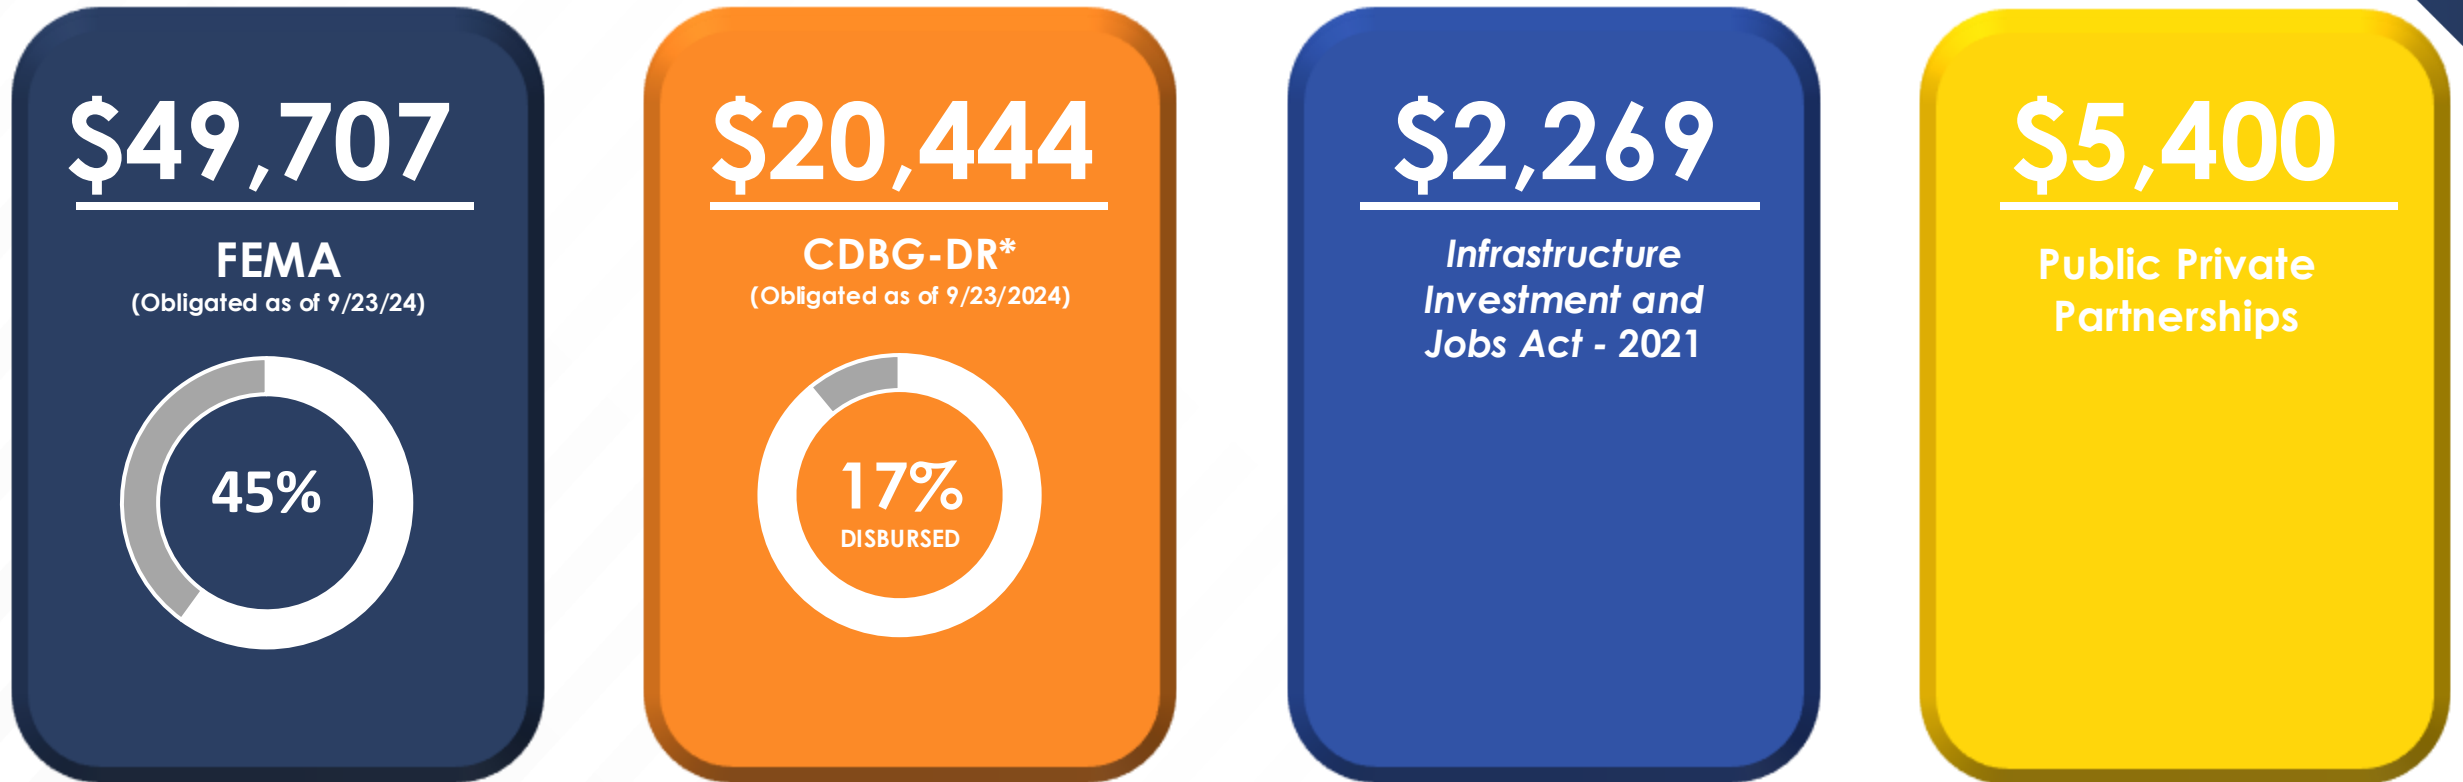 $49,707
FEMA
(Obligated as of 9/23/24)
45%
$20,444
CDBG-DR*
(Obligated as of 9/23/2024)
17%
DISBURSED
$2,269
Infrastructure
Investment and
Jobs Act - 2021
$5,400
Public Private
Partnerships